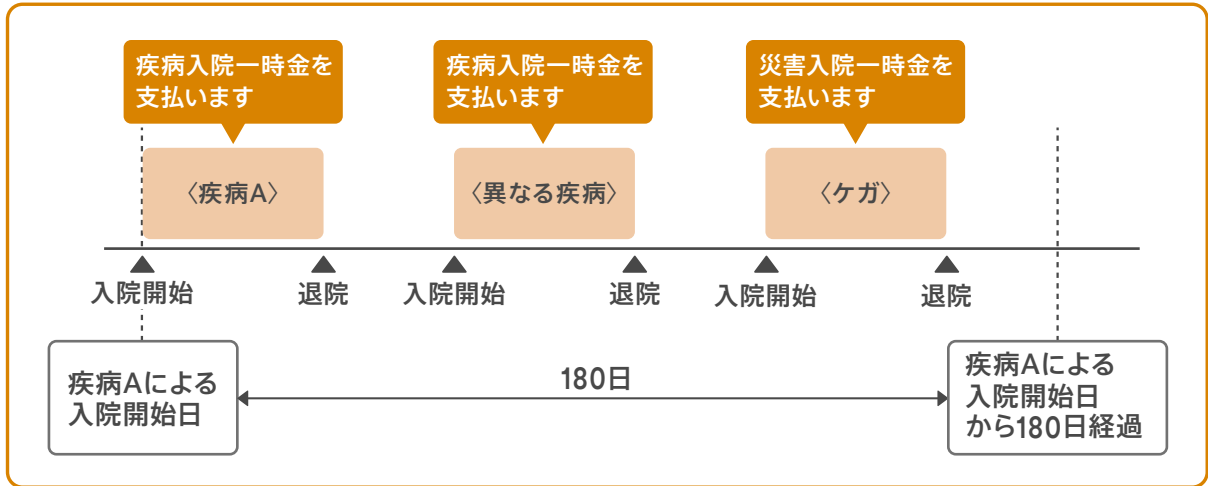 疾病入院一時金を
支払います
疾病入院一時金を
支払います
災害入院一時金を
支払います
〈疾病A〉
〈異なる疾病〉
〈ケガ〉
入院開始
退院
入院開始
退院
入院開始
退院
疾病Aによる
入院開始日
180日
疾病Aによる
入院開始日
から180日経過